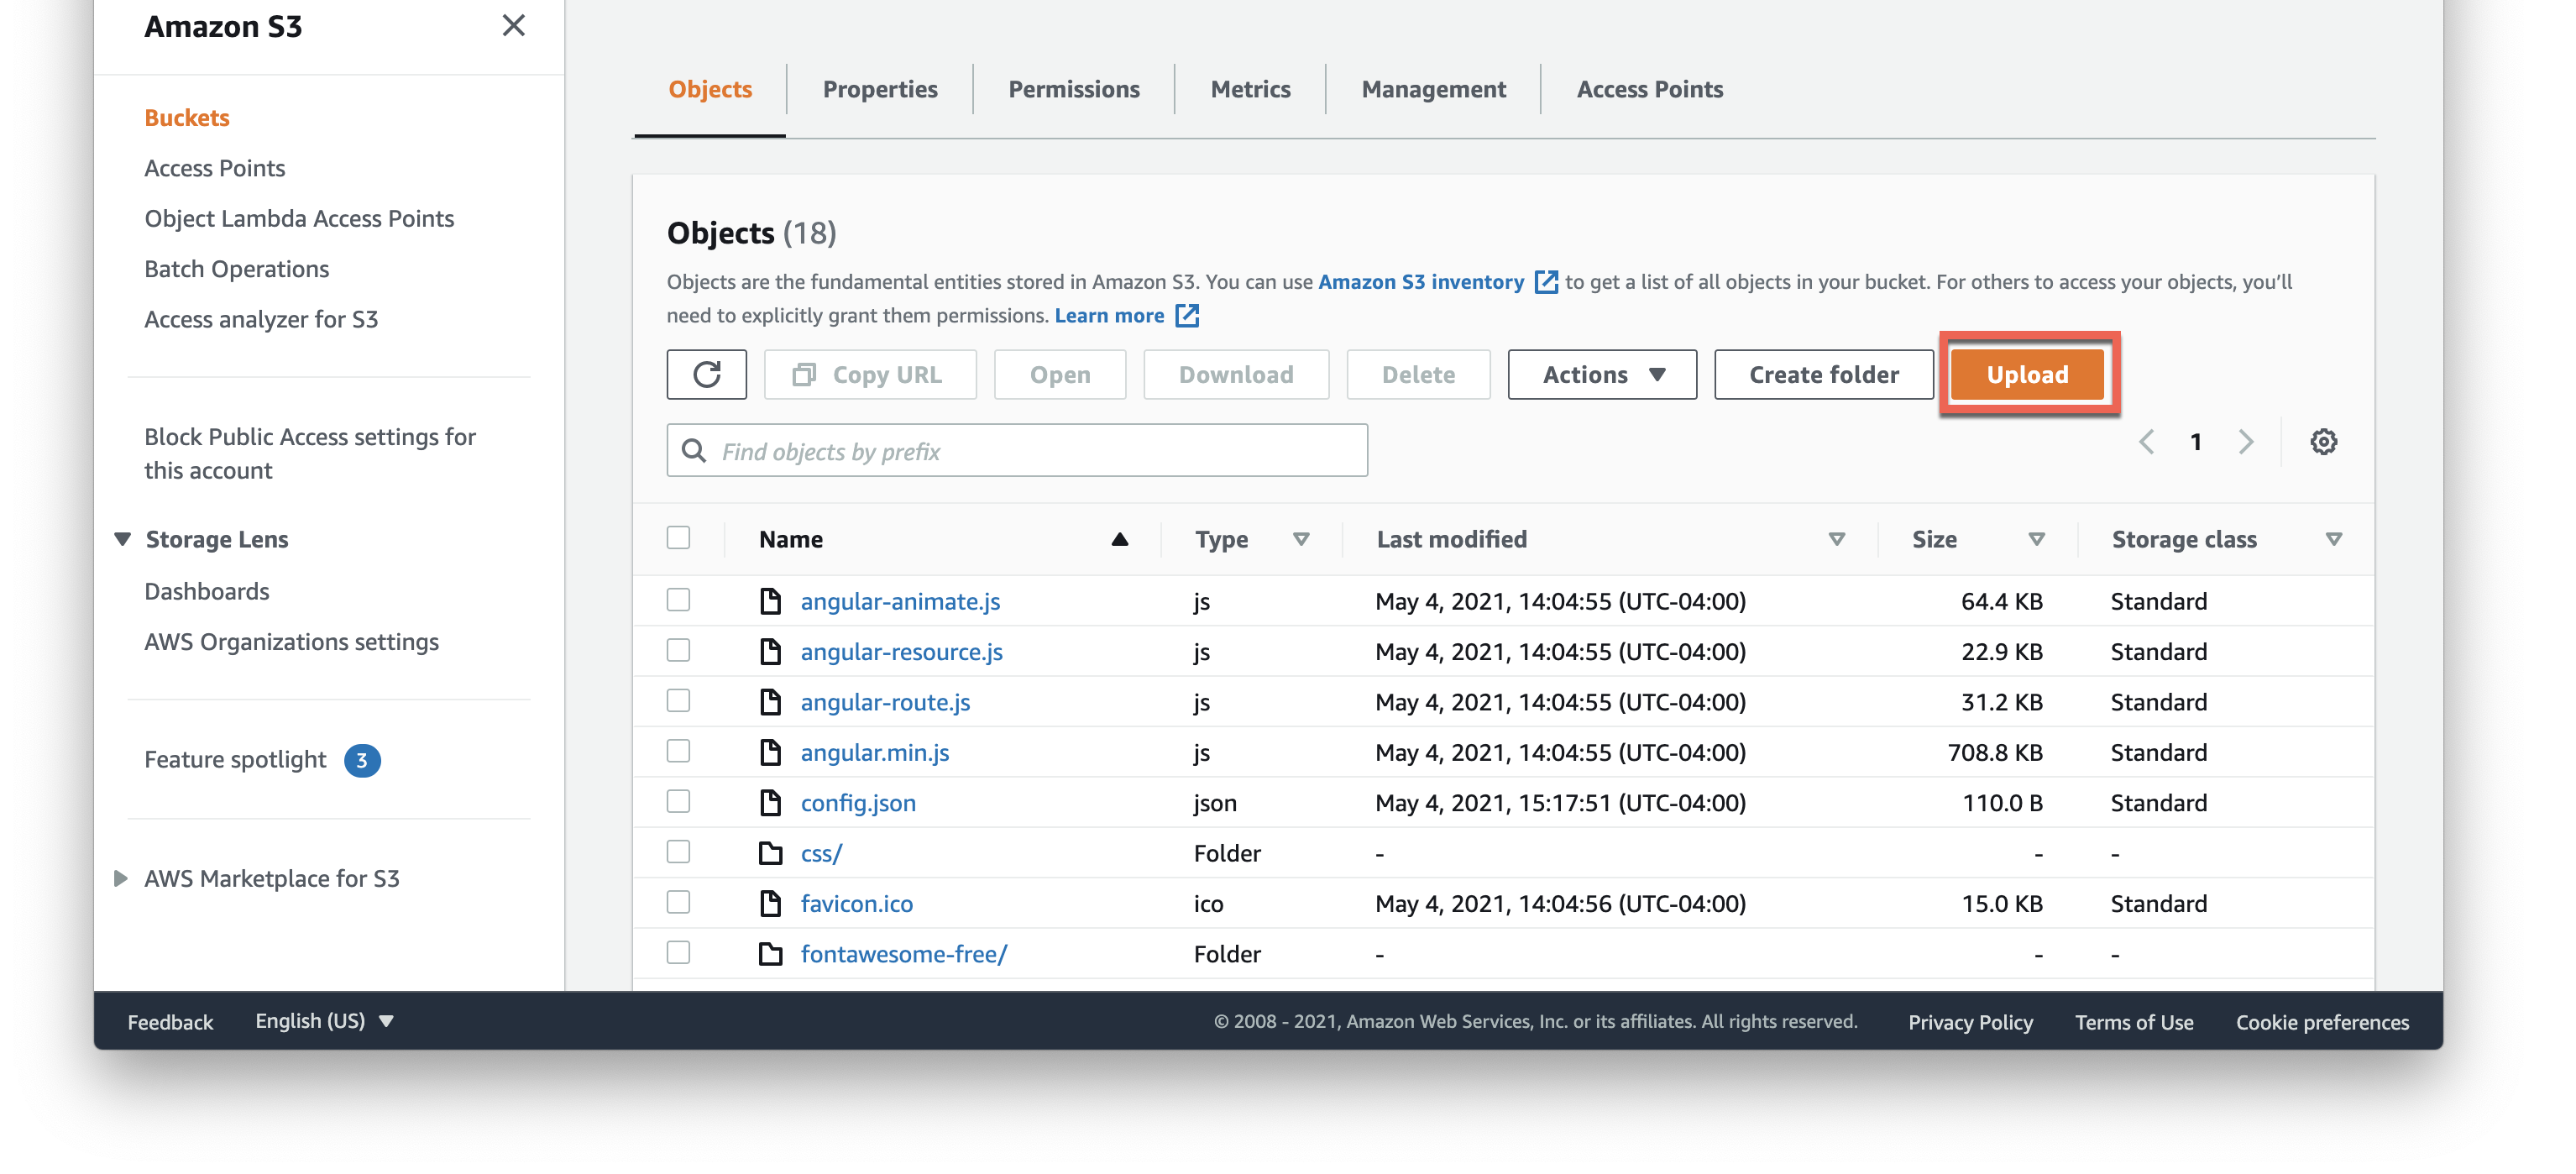 Amazon S3
Buckets
Access Points
Object Lambda Access Points
Batch Operations
Access analyzer for S3
Block Public Access settings for
this account
Storage Lens
Dashboards
AWS Organizations settings
Feature spotlight 3
AWS Marketplace for S3
Objects Properties Permissions Metrics Management Access Points
Objects (18)
Objects are the fundamental entities stored in Amazon S3. You can use Amazon S3 inventory to get a list of all objects in your bucket. For others to access your objects, you’ll
need to explicitly grant them permissions. Learn more
Copy URL Open Download Delete Actions Create folder Upload
Find objects by prefix
1
Name Type Last modified Size Storage class
angular-animate.js js May 4, 2021, 14:04:55 (UTC-04:00) 64.4 KB Standard
angular-resource.js js May 4, 2021, 14:04:55 (UTC-04:00) 22.9 KB Standard
angular-route.js js May 4, 2021, 14:04:55 (UTC-04:00) 31.2 KB Standard
angular.min.js js May 4, 2021, 14:04:55 (UTC-04:00) 708.8 KB Standard
config.json json May 4, 2021, 15:17:51 (UTC-04:00) 110.0 B Standard
css/ Folder - - -
favicon.ico ico May 4, 2021, 14:04:56 (UTC-04:00) 15.0 KB Standard
fontawesome-free/ Folder - - -
Feedback English (US) © 2008 - 2021, Amazon Web Services, Inc. or its affiliates. All rights reserved. Privacy Policy Terms of Use Cookie preferences